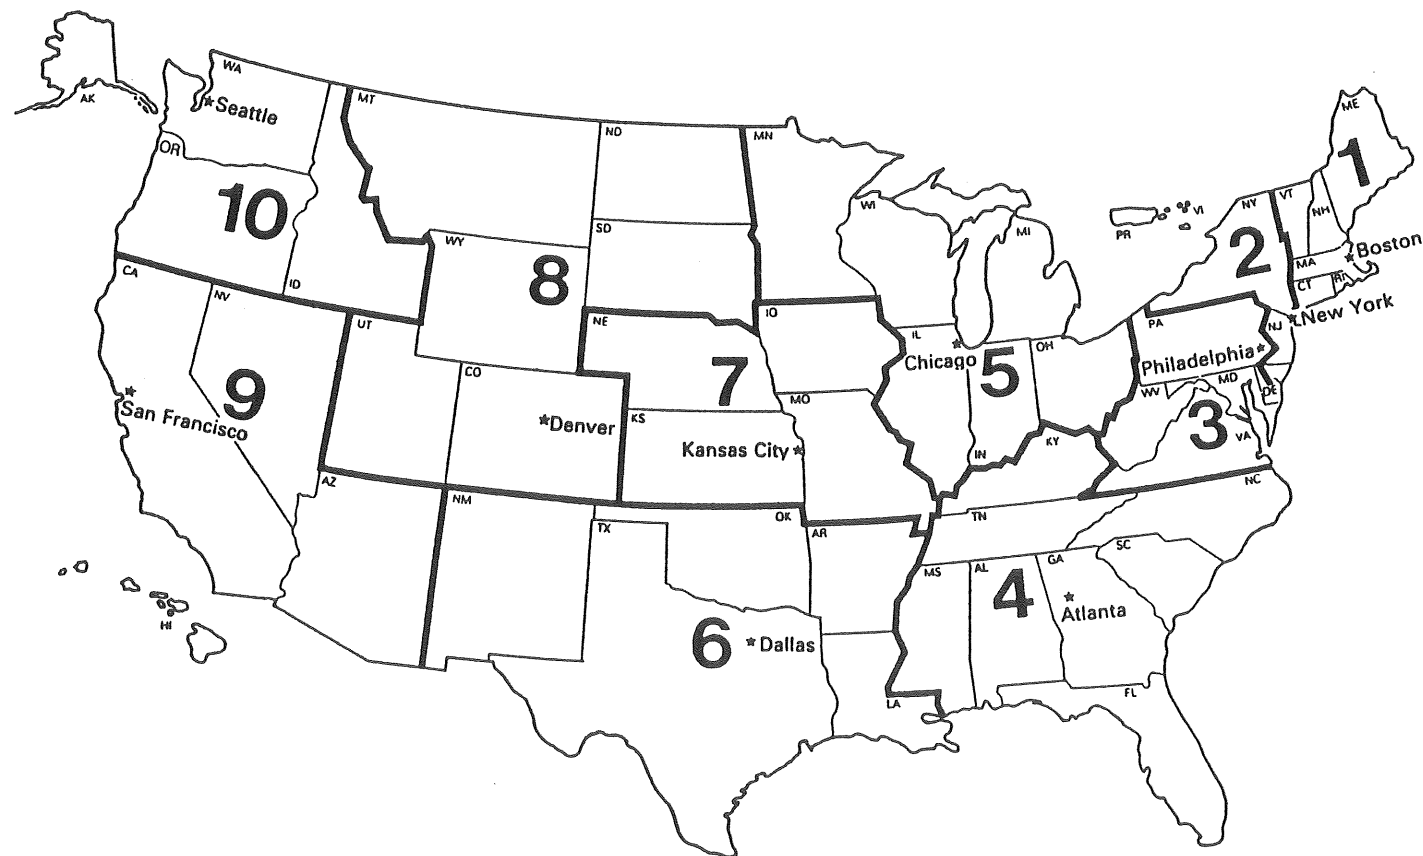 AK
WA
Seattle
OR
10
ID
MT
ND
MN
SD
WY
8
WI
MI
ME
1
VI
PR
NY
VT
NH
2
Boston
MA
CT
RI
New York
CA
NV
UT
NE
IO
IL
Chicago
5
OH
PA
NJ
Philadelphia
7
9
San Francisco
CO
Denver
KS
MO
Kansas City
IN
KY
WV
MD
DE
3
VA
AZ
NM
TX
OK
AR
TN
NC
MS
AL
GA
SC
4
Atlanta
HI
6
Dallas
LA
FL